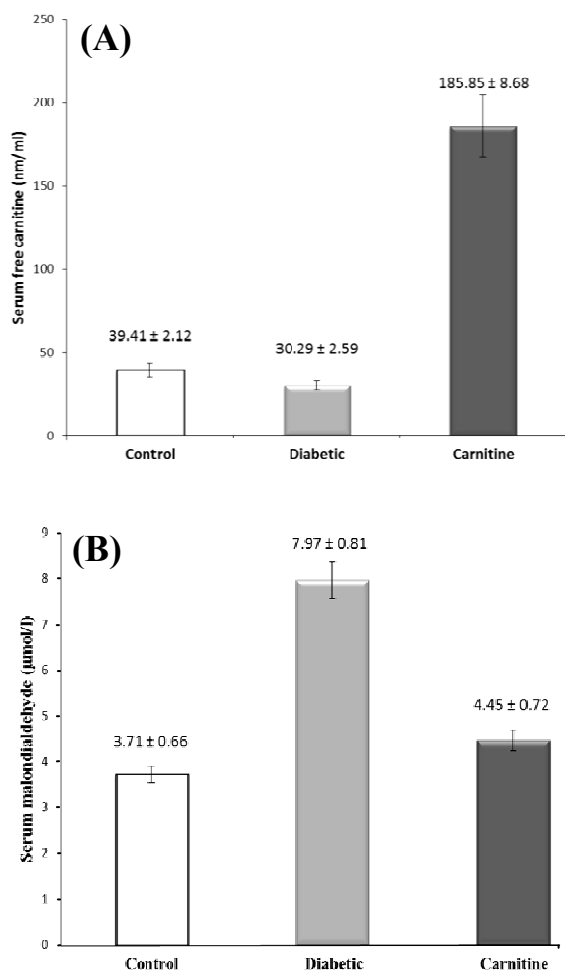 (A)
Serum free carnitine (nm/ml)
250
200
150
100
50
0
185.85 ± 8.68
39.41 ± 2.12
30.29 ± 2.59
Control Diabetic Carnitine
(B)
Serum malondialdehyde (µmol/l)
9
8
7
6
5
4
3
2
1
0
7.97 ± 0.81
4.45 ± 0.72
3.71 ± 0.66
Control Diabetic Carnitine